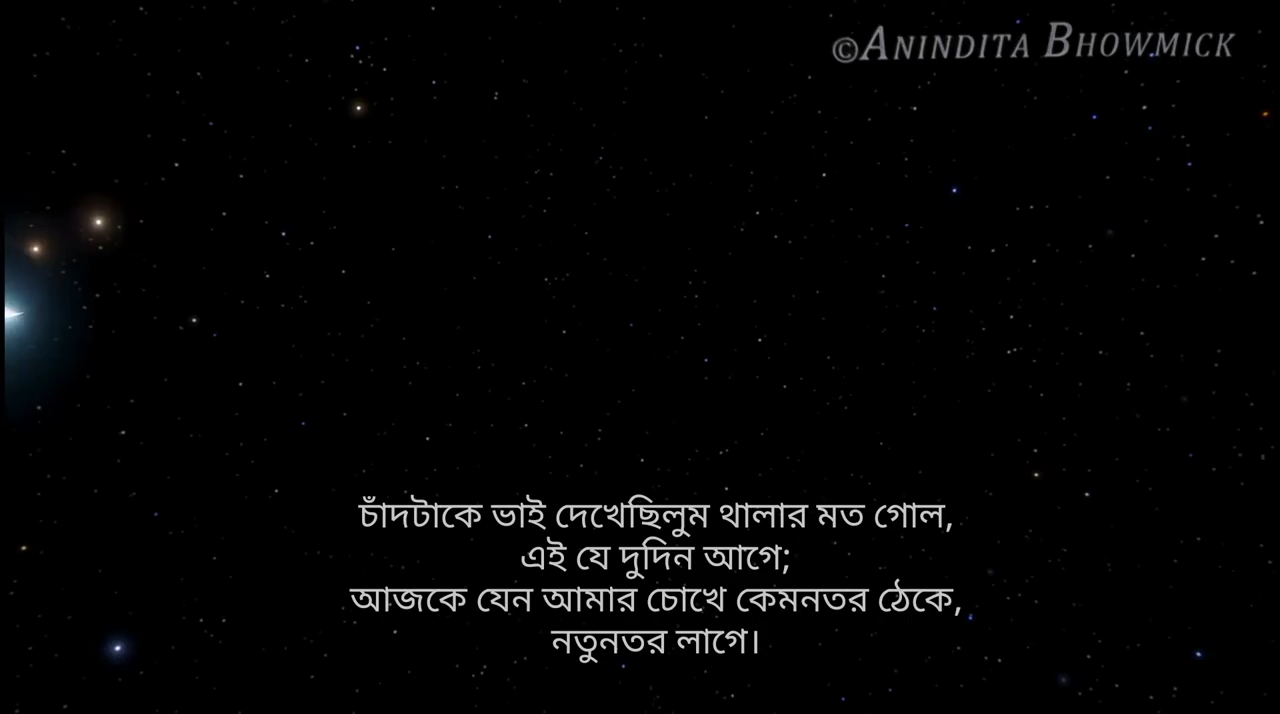 ©Anindita Bhowmick
চাঁদটাকে ভাই দেখেছিলুম থালার মত গোল,
এই যে দুদিন আগে;
আজকে যেন আমার চোখে কেমনতর ঠেকে,
নতুনতর লাগে।